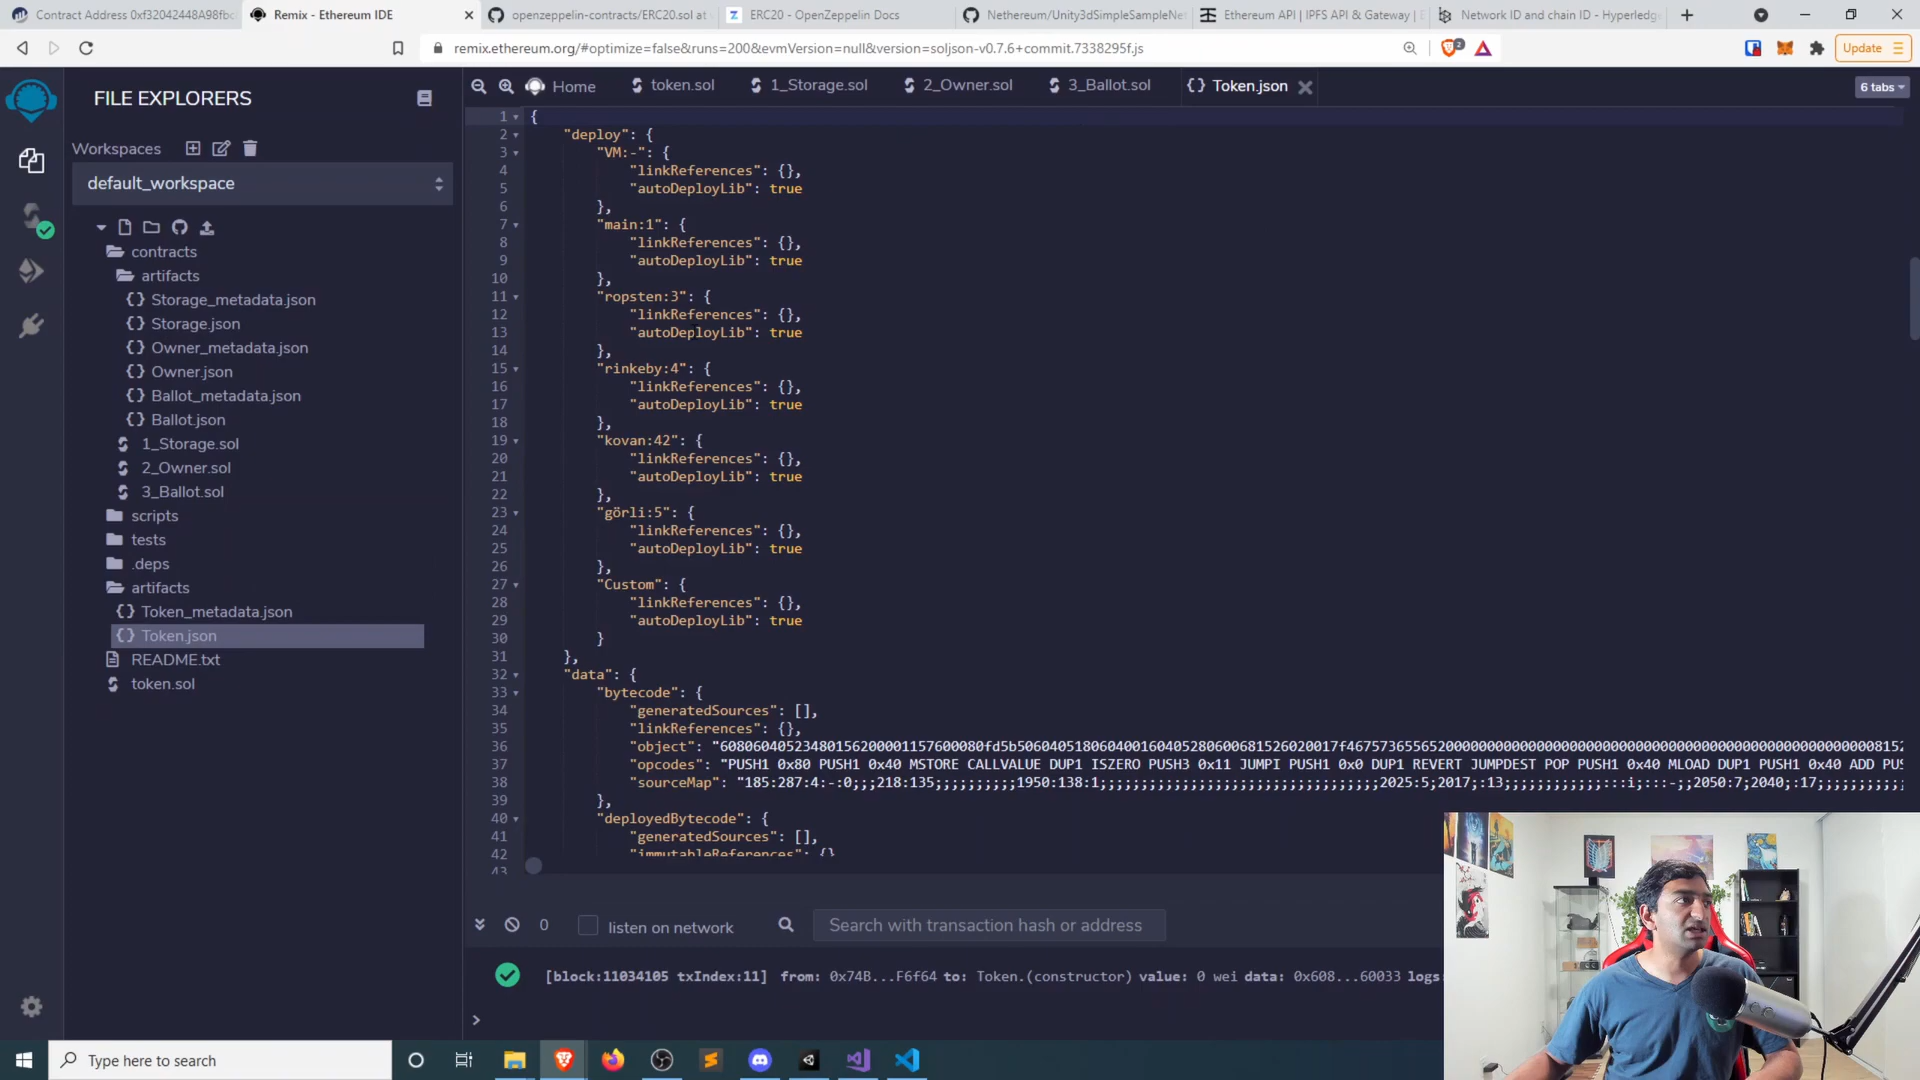 Contract Address 0xf32042448A98fbc
Remix - Ethereum IDE
openzeppelin-contracts/ERC20.sol at
ERC20 - OpenZeppelin Docs
Nethereum/Unity3dSimpleSampleNet
Ethereum API | IPFS API & Gateway |
Network ID and chain ID - Hyperledg
remix.ethereum.org/#optimize=false&runs=200&evmVersion=null&version=soljson-v0.7.6+commit.7338295f.js
2
Update
FILE EXPLORERS
Home
token.sol
1_Storage.sol
2_Owner.sol
3_Ballot.sol
{} Token.json
6 tabs
Workspaces
default_workspace
contracts
artifacts
{} Storage_metadata.json
{} Storage.json
{} Owner_metadata.json
{} Owner.json
{} Ballot_metadata.json
{} Ballot.json
1_Storage.sol
2_Owner.sol
3_Ballot.sol
scripts
tests
.deps
artifacts
{} Token_metadata.json
{} Token.json
README.txt
token.sol
1 {
2 "deploy": {
3 "VM:-": {
4 "linkReferences": {},
5 "autoDeployLib": true
6 },
7 "main:1": {
8 "linkReferences": {},
9 "autoDeployLib": true
10 },
11 "ropsten:3": {
12 "linkReferences": {},
13 "autoDeployLib": true
14 },
15 "rinkeby:4": {
16 "linkReferences": {},
17 "autoDeployLib": true
18 },
19 "kovan:42": {
20 "linkReferences": {},
21 "autoDeployLib": true
22 },
23 "görli:5": {
24 "linkReferences": {},
25 "autoDeployLib": true
26 },
27 "Custom": {
28 "linkReferences": {},
29 "autoDeployLib": true
30 }
31 },
32 "data": {
33 "bytecode": {
34 "generatedSources": [],
35 "linkReferences": {},
36 "object":
37 "opcodes": "PUSH1 0x80 PUSH1 0x40 MSTORE CALLVALUE DUP1 ISZERO PUSH3 0x11 JUMPI PUSH1 0x0 DUP1 REVERT JUMPDEST POP PUSH1 0x40 MLOAD DUP1 PUSH1 0x40 ADD PUS
38 "sourceMap":
39 },
40 "deployedBytecode": {
41 "generatedSources": [],
42 "immutableReferences": {}
43
0
listen on network
Search with transaction hash or address
[block:11034105 txIndex:11] from: 0x74B...F6f64 to: Token.(constructor) value: 0 wei data: 0x608...60033 logs:
>
Type here to search